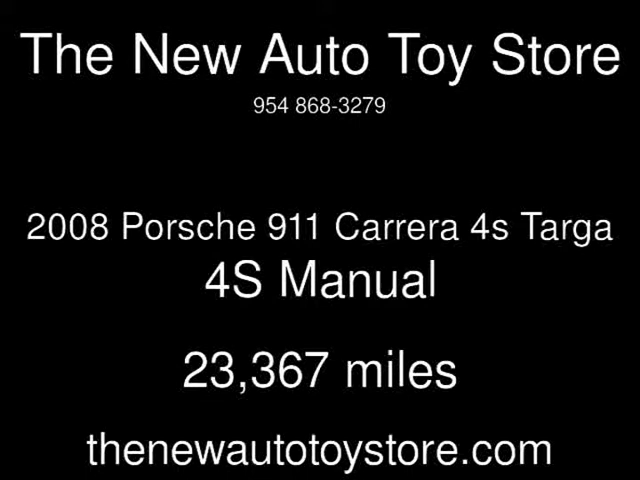 The New Auto Toy Store
954 868-3279
2008 Porsche 911 Carrera 4s Targa
4S Manual
23,367 miles
thenewautotoystore.com